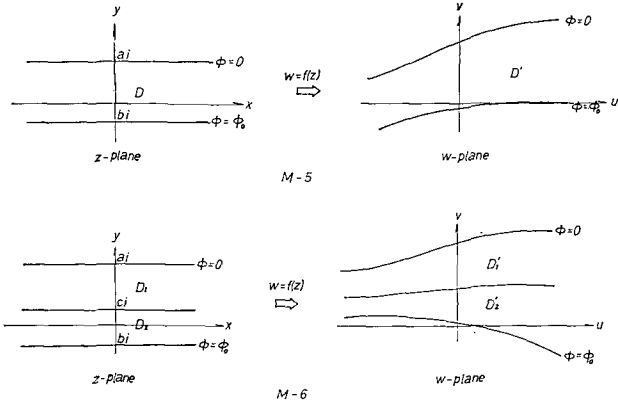 y
ai
ϕ=0
D
x
bi
ϕ=ϕ₀
z-plane
w=f(z)
v
ϕ=0
D'
u
ϕ=ϕ₀
w-plane
M-5
y
ai
ϕ=0
D₁
ci
D₂
x
bi
ϕ=ϕ₀
z-plane
w=f(z)
v
ϕ=0
D₁'
D₂'
u
ϕ=ϕ₀
w-plane
M-6